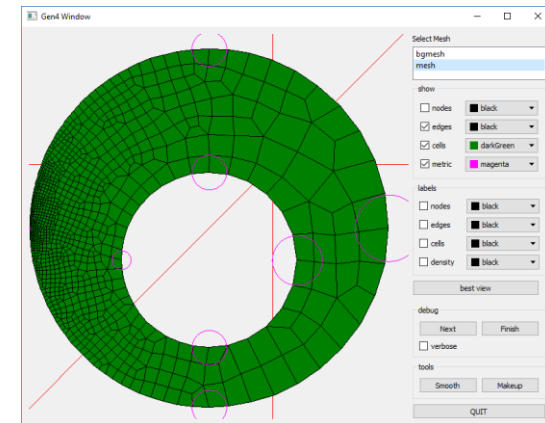 Gen4 Window
Select Mesh
bgmesh
mesh
show
nodes black
edges black
cells darkGreen
metric magenta
labels
nodes black
edges black
cells black
density black
best view
debug
Next Finish
verbose
tools
Smooth Makeup
QUIT